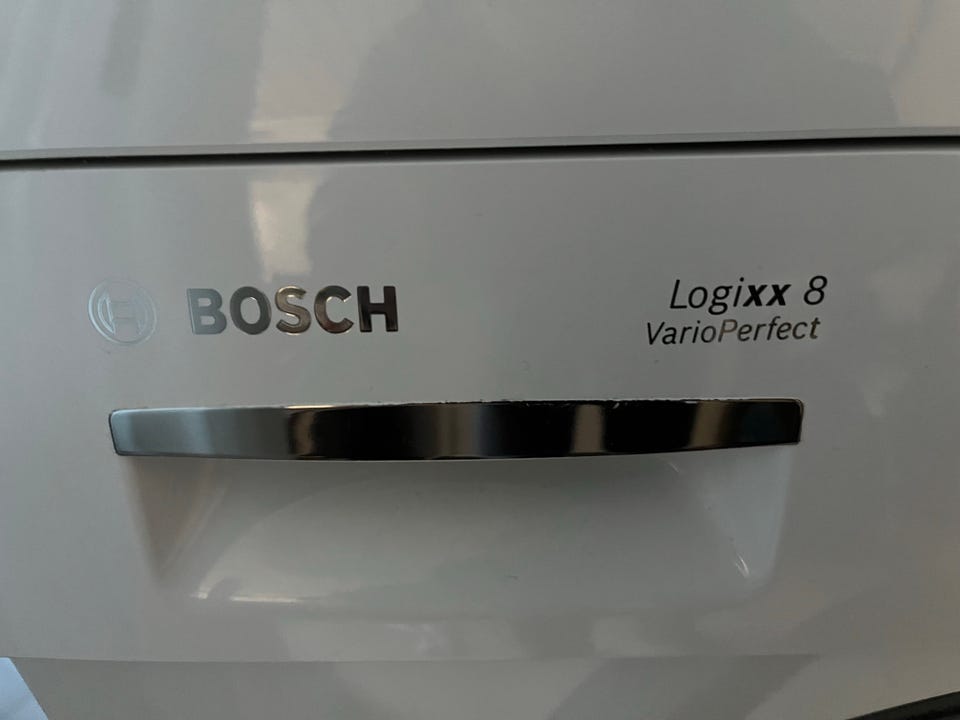 BOSCH
Logixx 8
VarioPerfect